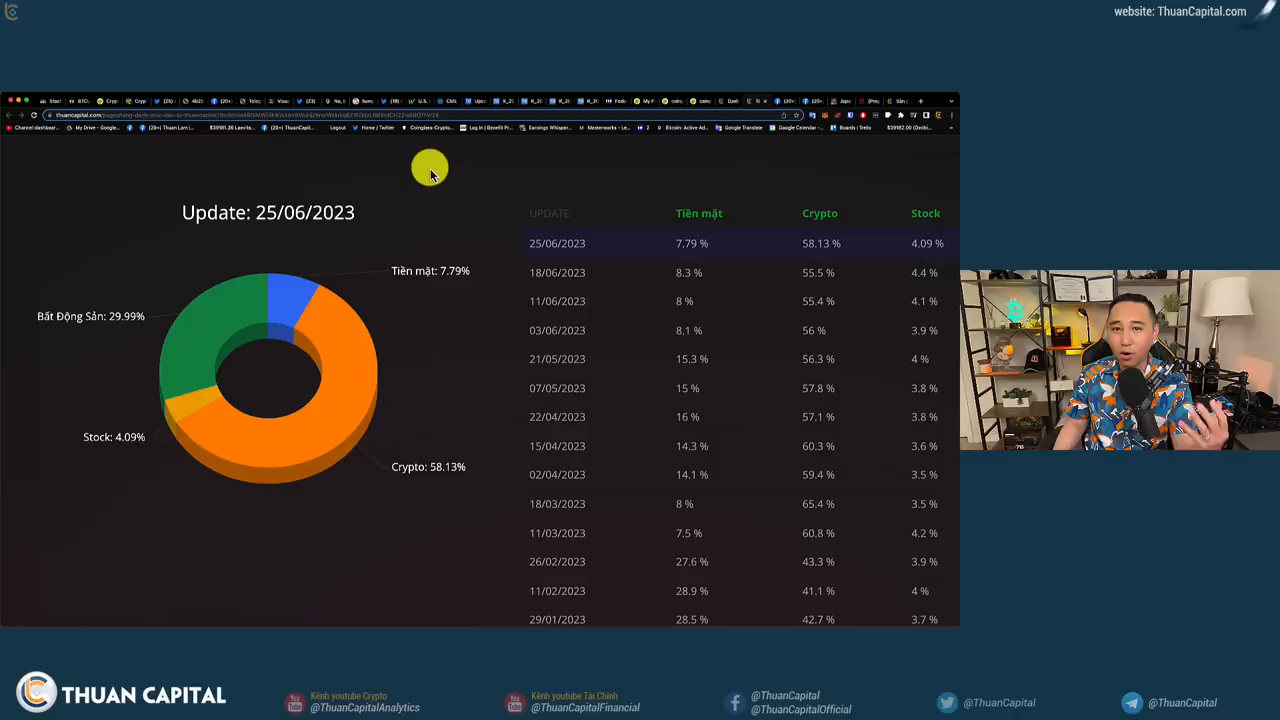 website: ThuanCapital.com
Update: 25/06/2023
Tiền mặt: 7.79%
Bất Động Sản: 29.99%
Stock: 4.09%
Crypto: 58.13%
UPDATE Tiền mặt Crypto Stock
25/06/2023 7.79 % 58.13 % 4.09 %
18/06/2023 8.3 % 55.5 % 4.4 %
11/06/2023 8 % 55.4 % 4.1 %
03/06/2023 8.1 % 56 % 3.9 %
21/05/2023 15.3 % 56.3 % 4 %
07/05/2023 15 % 57.8 % 3.8 %
22/04/2023 16 % 57.1 % 3.8 %
15/04/2023 14.3 % 60.3 % 3.6 %
02/04/2023 14.1 % 59.4 % 3.5 %
18/03/2023 8 % 65.4 % 3.5 %
11/03/2023 7.5 % 60.8 % 4.2 %
26/02/2023 27.6 % 43.3 % 3.9 %
11/02/2023 28.9 % 41.1 % 4 %
29/01/2023 28.5 % 42.7 % 3.7 %
THUAN CAPITAL
Kênh youtube Crypto
@ThuanCapitalAnalytics
Kênh youtube Tài Chính
@ThuanCapitalFinancial
@ThuanCapital
@ThuanCapitalOfficial
@ThuanCapital
@ThuanCapital